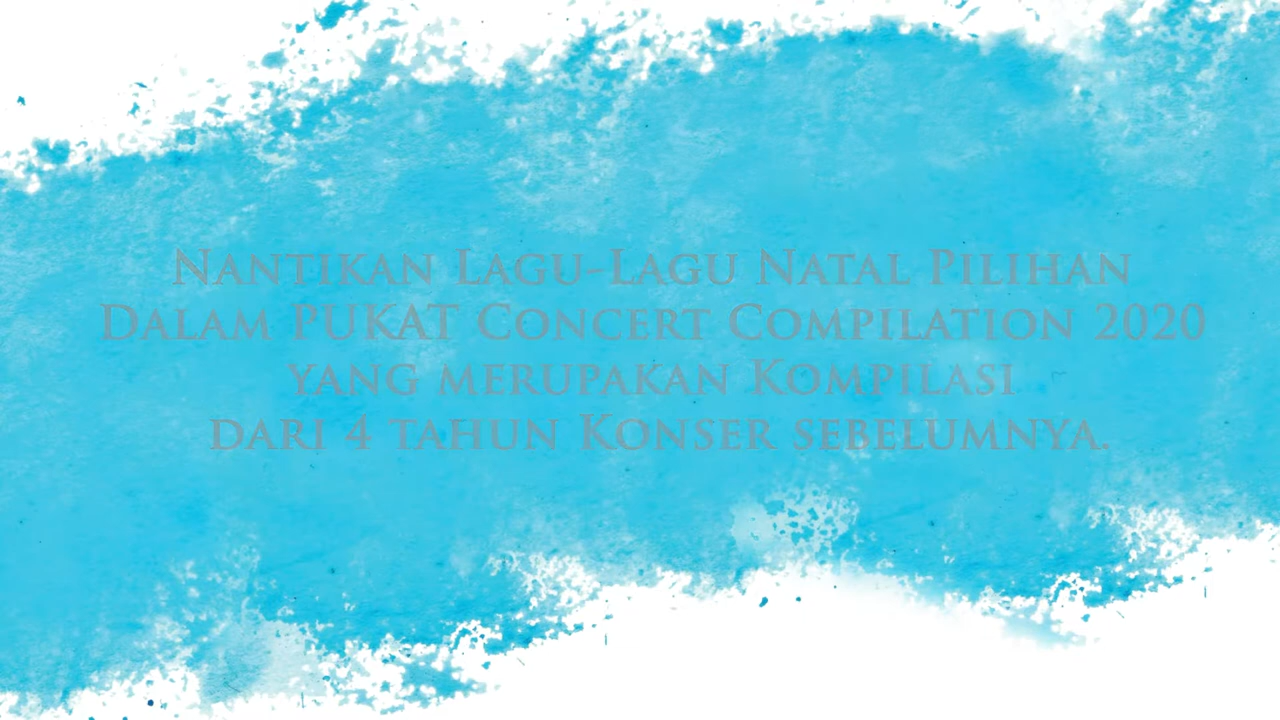 Nantikan Lagu-Lagu Natal Pilihan
Dalam PUKAT Concert Compilation 2020
yang merupakan Kompilasi
dari 4 tahun Konser sebelumnya.